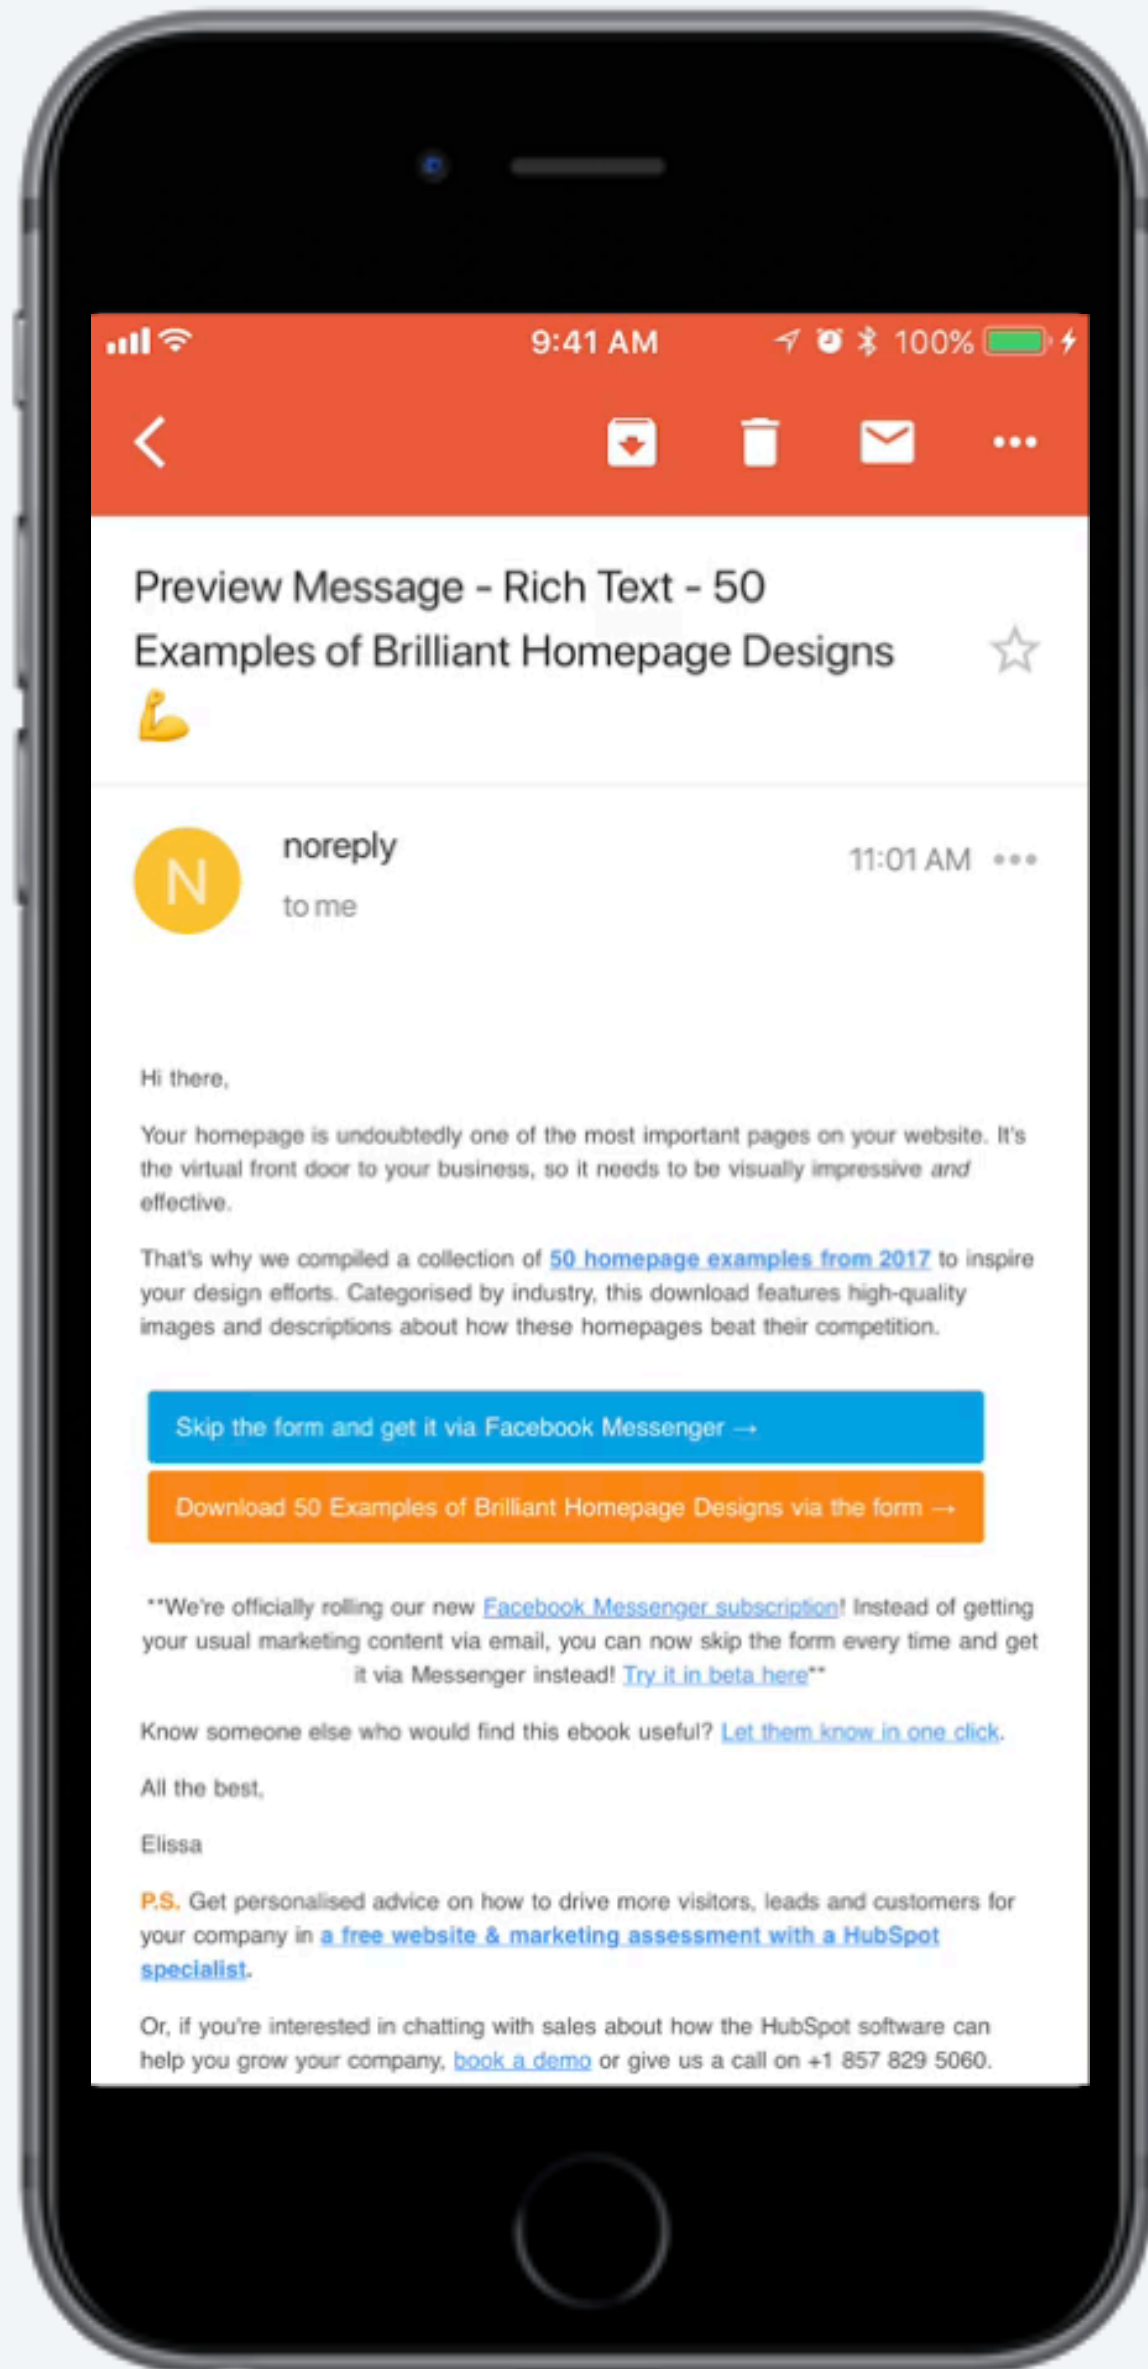 9:41 AM
100%
Preview Message - Rich Text - 50
Examples of Brilliant Homepage Designs
💪
N
noreply
11:01 AM
to me
Hi there,
Your homepage is undoubtedly one of the most important pages on your website. It's
the virtual front door to your business, so it needs to be visually impressive and
effective.
That's why we compiled a collection of 50 homepage examples from 2017 to inspire
your design efforts. Categorised by industry, this download features high-quality
images and descriptions about how these homepages beat their competition.
Skip the form and get it via Facebook Messenger →
Download 50 Examples of Brilliant Homepage Designs via the form →
**We're officially rolling our new Facebook Messenger subscription! Instead of getting
your usual marketing content via email, you can now skip the form every time and get
it via Messenger instead! Try it in beta here**
Know someone else who would find this ebook useful? Let them know in one click.
All the best,
Elissa
P.S. Get personalised advice on how to drive more visitors, leads and customers for
your company in a free website & marketing assessment with a HubSpot
specialist.
Or, if you're interested in chatting with sales about how the HubSpot software can
help you grow your company, book a demo or give us a call on +1 857 829 5060.